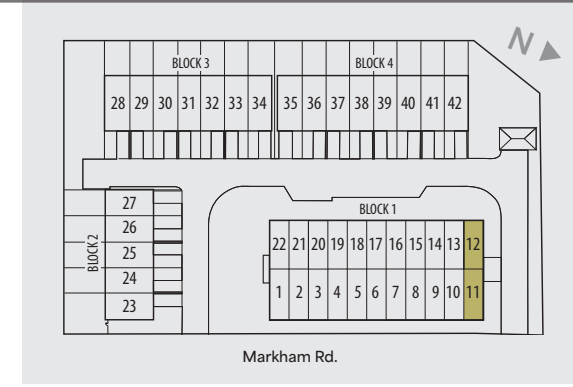 N
BLOCK 3 BLOCK 4
28 29 30 31 32 33 34 35 36 37 38 39 40 41 42
BLOCK 2
27
26
25
24
23
BLOCK 1
22 21 20 19 18 17 16 15 14 13 12
1 2 3 4 5 6 7 8 9 10 11
Markham Rd.